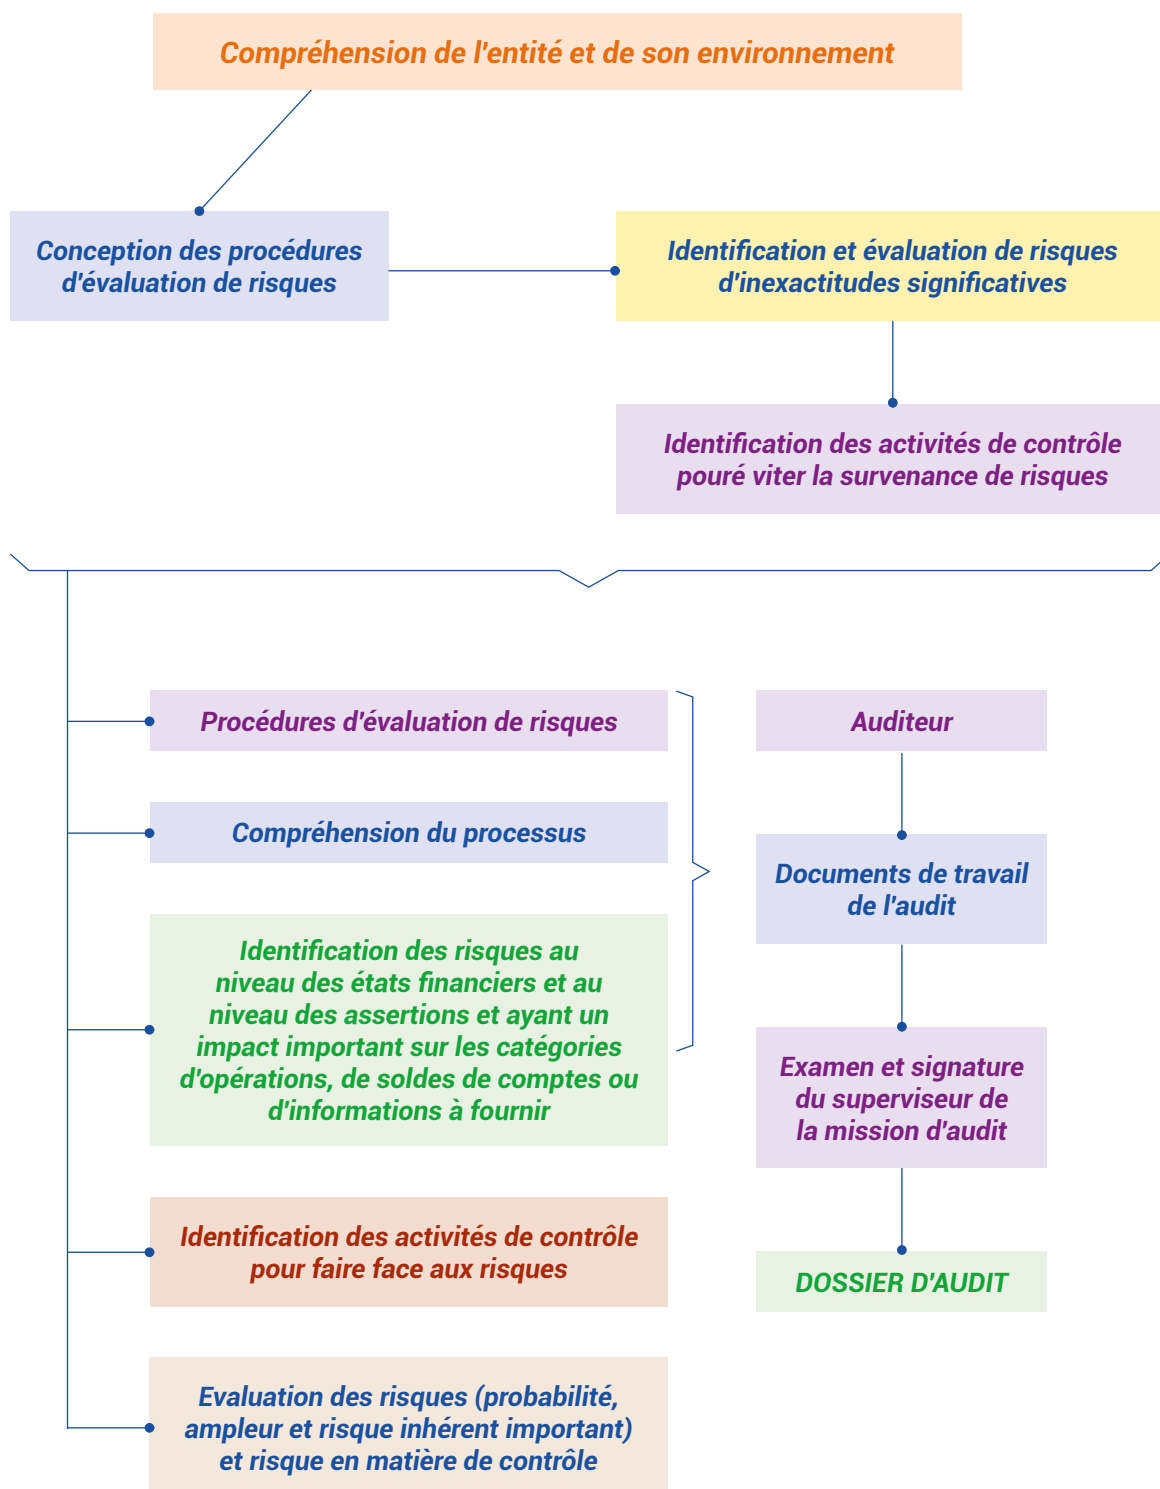 Compréhension de l'entité et de son environnement
Conception des procédures
d'évaluation de risques
Identification et évaluation de risques
d'inexactitudes significatives
Identification des activités de contrôle
pouré viter la survenance de risques
Procédures d'évaluation de risques
Compréhension du processus
Identification des risques au
niveau des états financiers et au
niveau des assertions et ayant un
impact important sur les catégories
d'opérations, de soldes de comptes ou
d'informations à fournir
Identification des activités de contrôle
pour faire face aux risques
Evaluation des risques (probabilité,
ampleur et risque inhérent important)
et risque en matière de contrôle
Auditeur
Documents de travail
de l'audit
Examen et signature
du superviseur de
la mission d'audit
DOSSIER D'AUDIT